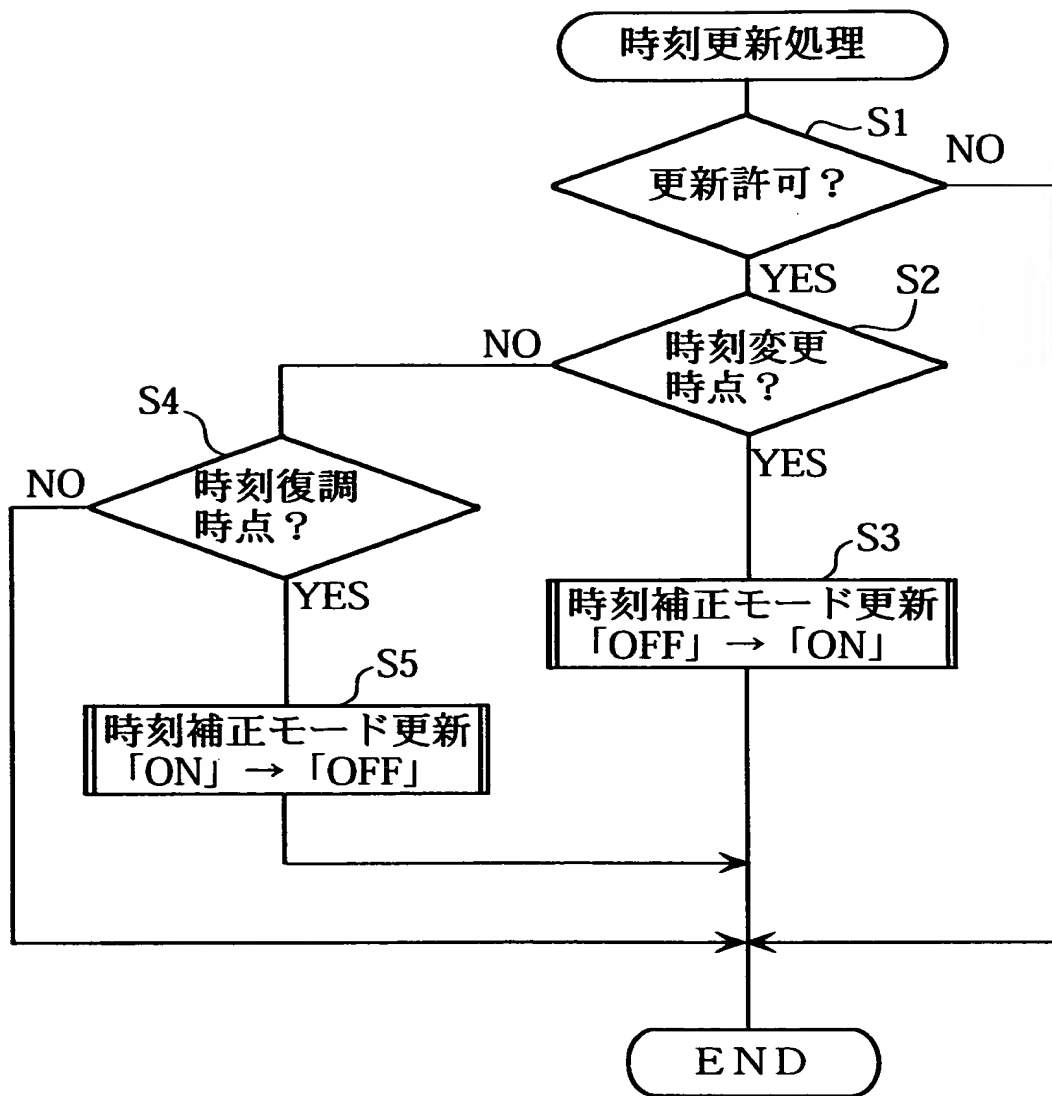 時刻更新処理
S1
NO
更新許可？
YES
S2
NO
時刻変更
時点？
S4
YES
NO
時刻復調
時点？
S3
YES
時刻補正モード更新
「OFF」→「ON」
S5
時刻補正モード更新
「ON」→「OFF」
END